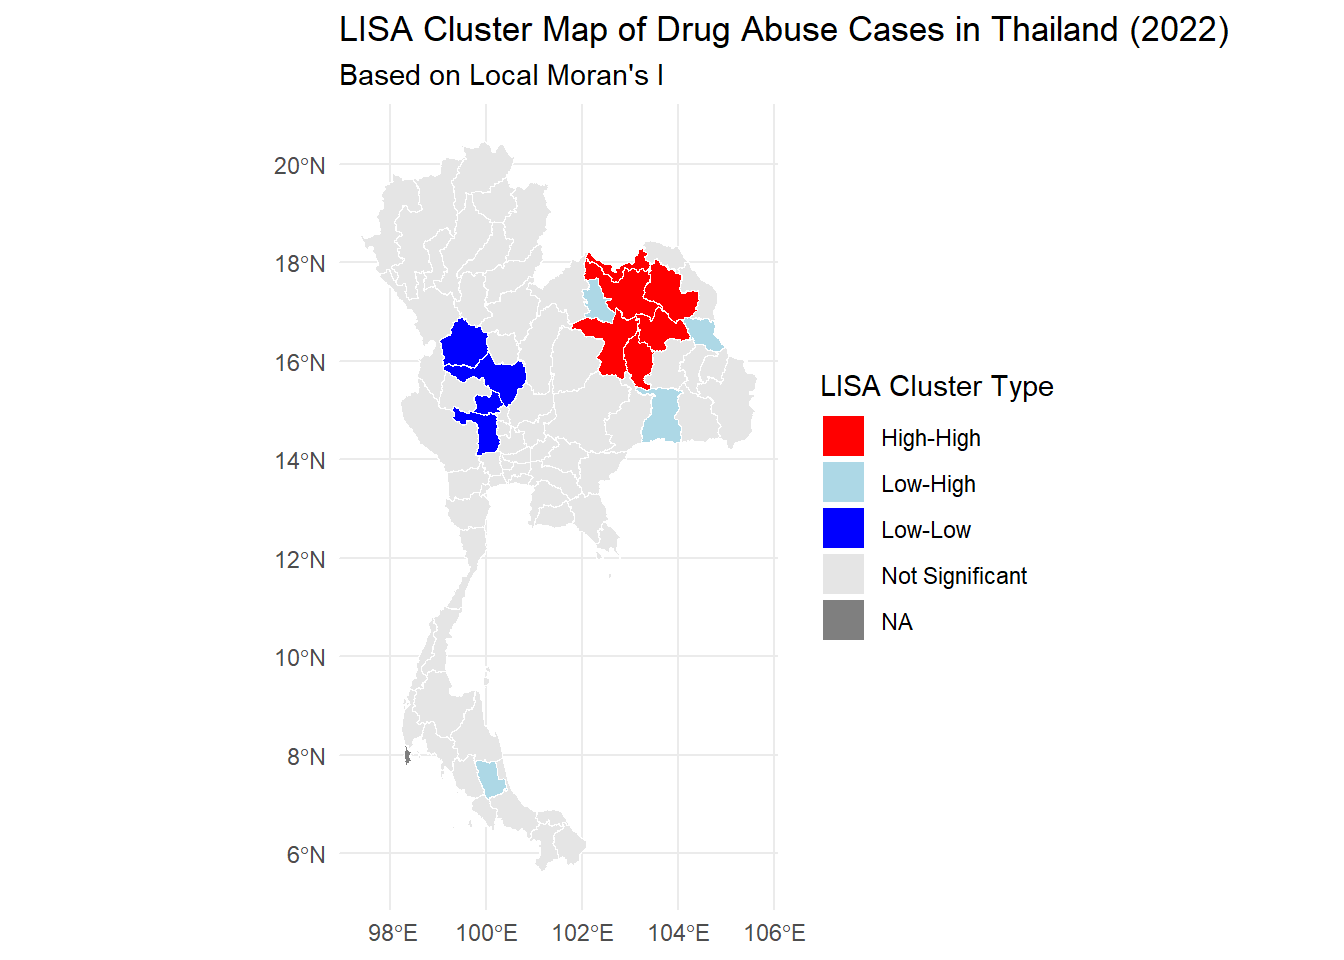 LISA Cluster Map of Drug Abuse Cases in Thailand (2022)
Based on Local Moran's I
20°N
18°N
16°N
14°N
12°N
10°N
8°N
6°N
98°E
100°E
102°E
104°E
106°E
LISA Cluster Type
High-High
Low-High
Low-Low
Not Significant
NA